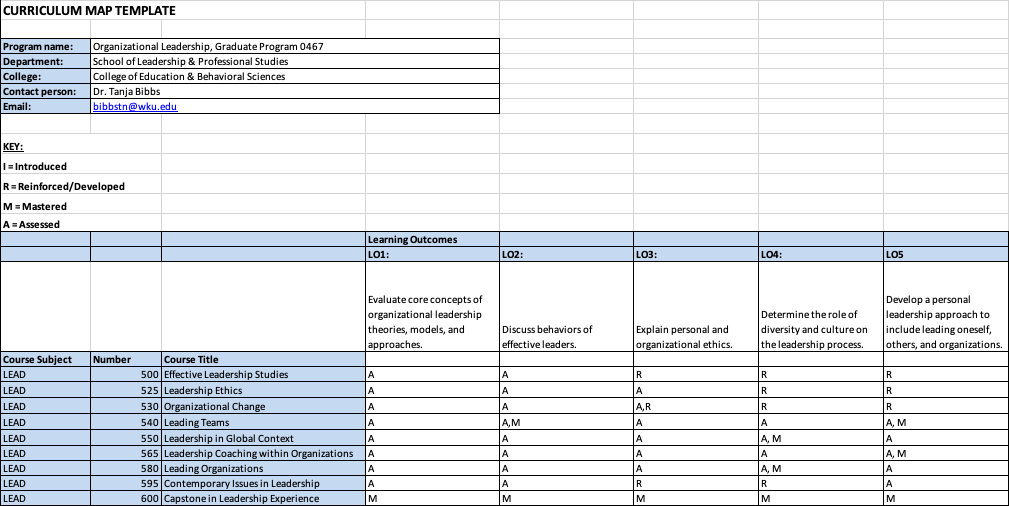 CURRICULUM MAP TEMPLATE
Program name: Organizational Leadership, Graduate Program 0467
Department: School of Leadership & Professional Studies
College: College of Education & Behavioral Sciences
Contact person: Dr. Tanja Bibbs
Email: bibbstn@wku.edu
KEY:
I = Introduced
R = Reinforced/Developed
M = Mastered
A = Assessed
Learning Outcomes
LO1: LO2: LO3: LO4: LO5
Evaluate core concepts of
organizational leadership
theories, models, and
approaches.
Discuss behaviors of
effective leaders.
Explain personal and
organizational ethics.
Determine the role of
diversity and culture on
the leadership process.
Develop a personal
leadership approach to
include leading oneself,
others, and organizations.
Course Subject Number Course Title
LEAD 500 Effective Leadership Studies A A R R R
LEAD 525 Leadership Ethics A A A R R
LEAD 530 Organizational Change A A A,R R R
LEAD 540 Leading Teams A A,M A A A, M
LEAD 550 Leadership in Global Context A A A A, M A
LEAD 565 Leadership Coaching within Organizations A A A A A, M
LEAD 580 Leading Organizations A A A A, M A
LEAD 595 Contemporary Issues in Leadership A A R R A
LEAD 600 Capstone in Leadership Experience M M M M M